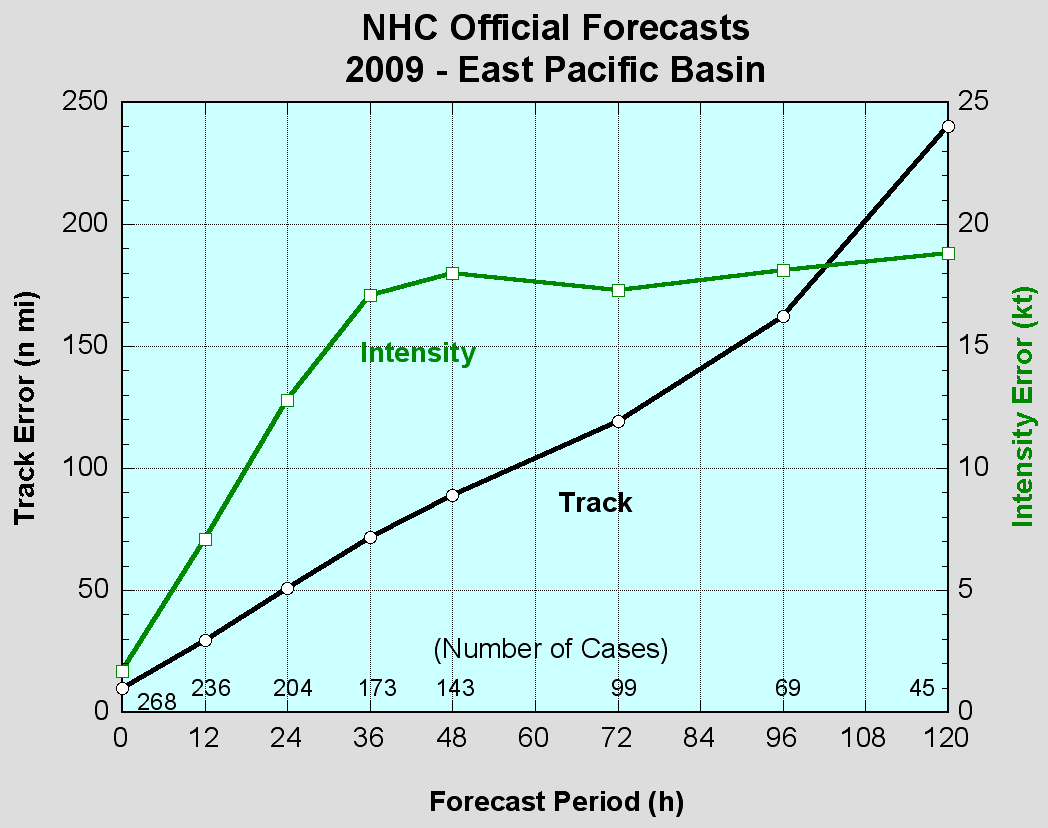 NHC Official Forecasts
2009 - East Pacific Basin
250
200
150
100
50
0
Track Error (n mi)
25
20
15
10
5
0
Intensity Error (kt)
Intensity
Track
(Number of Cases)
268 236 204 173 143 99 69 45
0 12 24 36 48 60 72 84 96 108 120
Forecast Period (h)